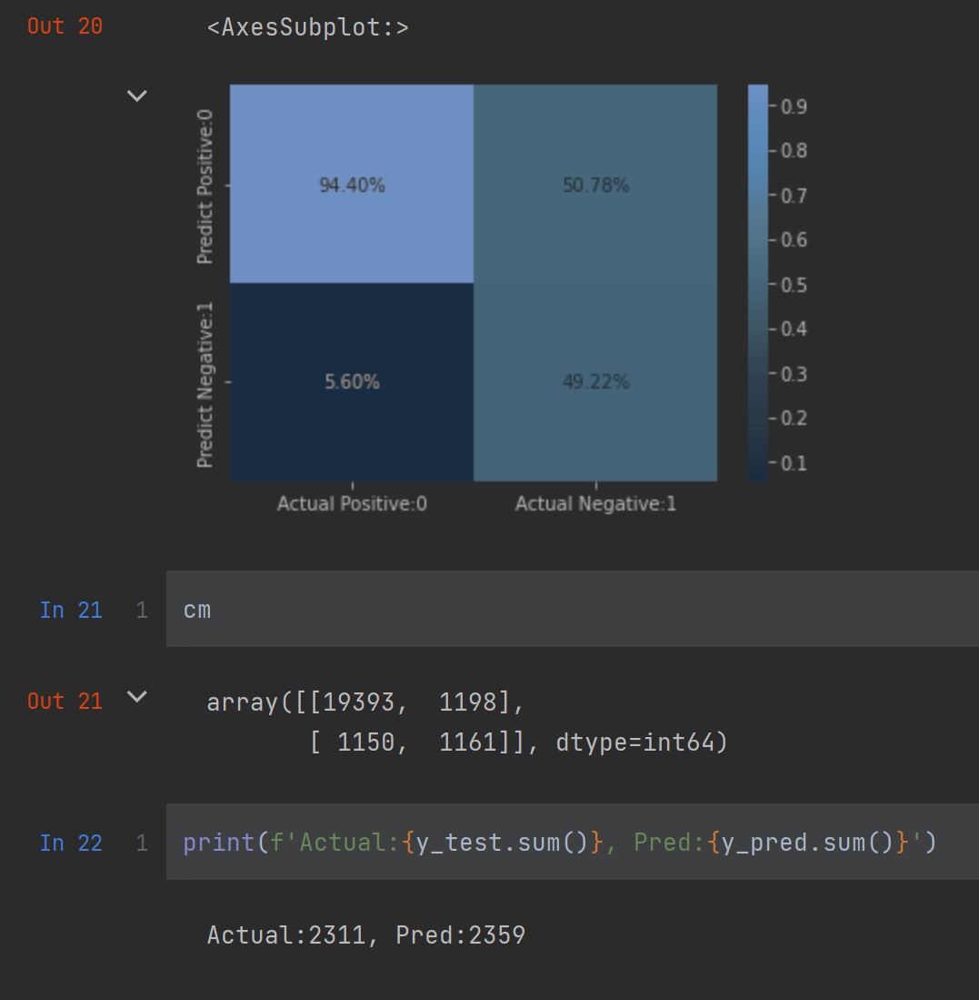 Out 20 <AxesSubplot:>
Predict Positive:0
94.40% 50.78%
Predict Negative:1
5.60% 49.22%
Actual Positive:0 Actual Negative:1
0.9
0.8
0.7
0.6
0.5
0.4
0.3
0.2
0.1
In 21 1 cm
Out 21 array([[19393,  1198],
       [ 1150,  1161]], dtype=int64)
In 22 1 print(f'Actual:{y_test.sum()}, Pred:{y_pred.sum()}')
Actual:2311, Pred:2359